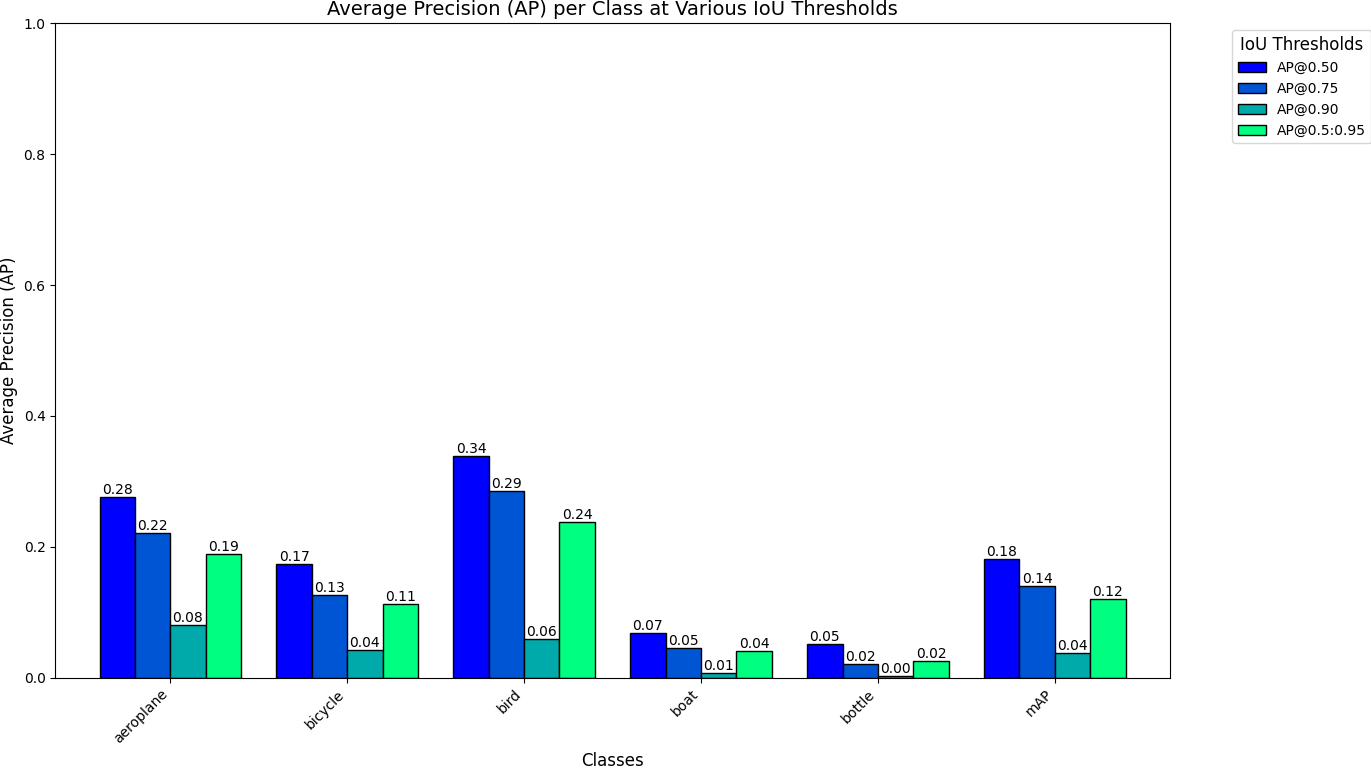 Average Precision (AP) per Class at Various IoU Thresholds
IoU Thresholds
AP@0.50
AP@0.75
AP@0.90
AP@0.5:0.95
Average Precision (AP)
1.0
0.8
0.6
0.4
0.2
0.0
0.28
0.22
0.08
0.19
0.17
0.13
0.04
0.11
0.34
0.29
0.06
0.24
0.07
0.05
0.01
0.04
0.05
0.02
0.00
0.02
0.18
0.14
0.04
0.12
aeroplane
bicycle
bird
boat
bottle
mAP
Classes